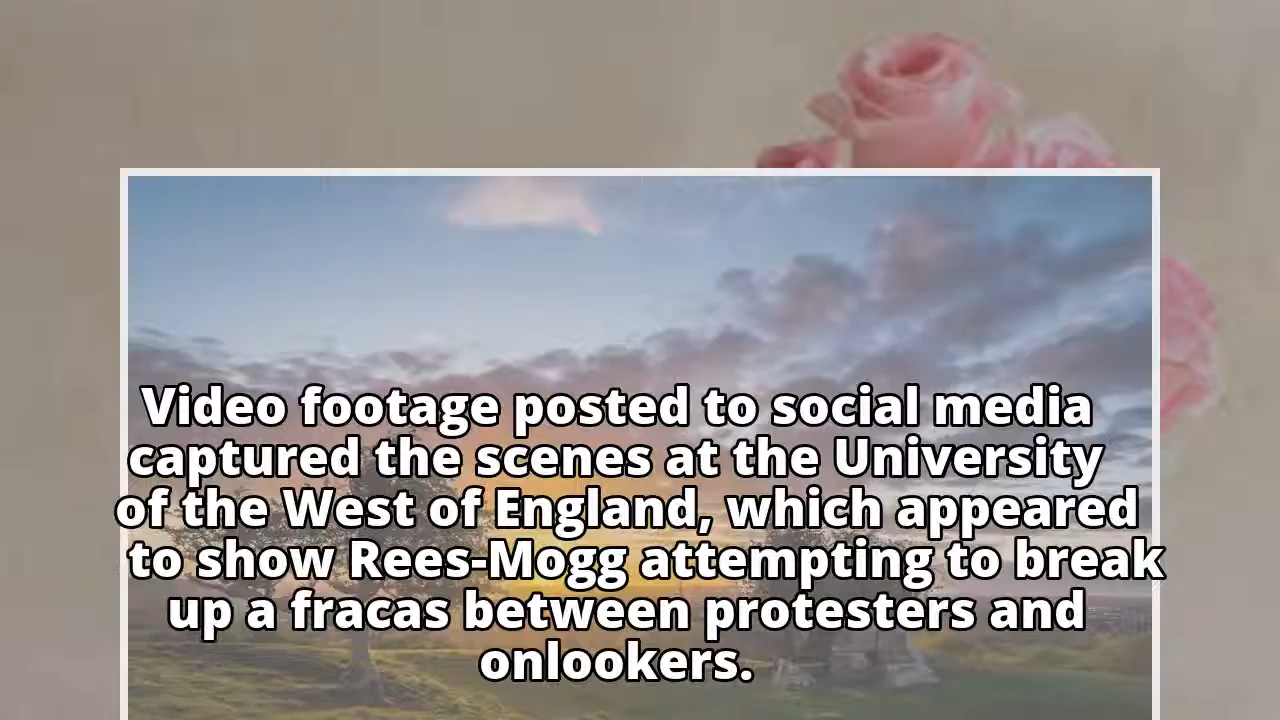 Video footage posted to social media
captured the scenes at the University
of the West of England, which appeared
to show Rees-Mogg attempting to break
up a fracas between protesters and
onlookers.